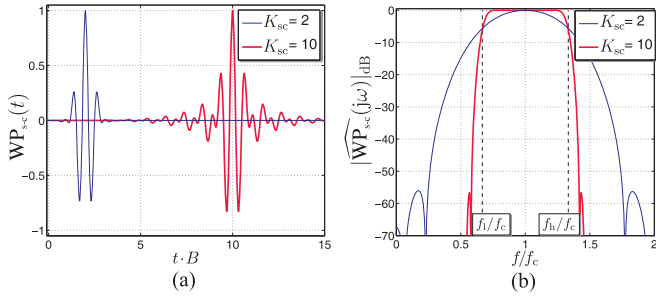 WP_s-c(t)
1
0.5
0
-0.5
-1
0 5 10 15
t·B
K_sc = 2
K_sc = 10
(a)
|ŴP_s-c(jω)|_dB
0
-10
-20
-30
-40
-50
-60
-70
0 0.5 1 1.5 2
f/f_c
K_sc = 2
K_sc = 10
f_l/f_c
f_h/f_c
(b)